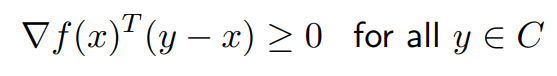 ∇f(x)ᵀ(y − x) ≥ 0 for all y ∈ C